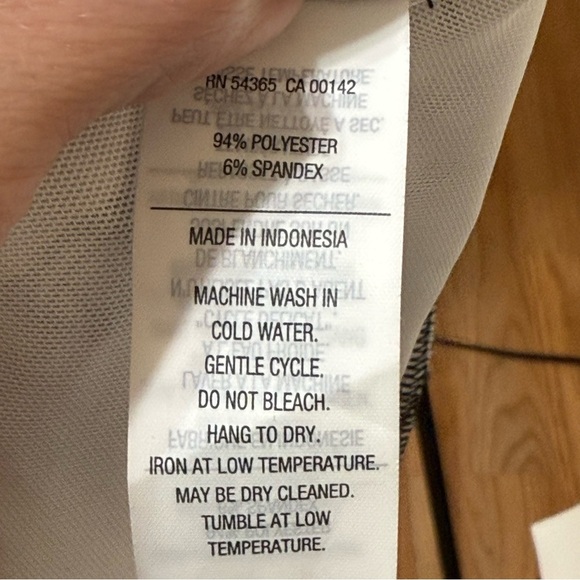 RN 54365 CA 00142
94% POLYESTER
6% SPANDEX
MADE IN INDONESIA
MACHINE WASH IN
COLD WATER.
GENTLE CYCLE.
DO NOT BLEACH.
HANG TO DRY.
IRON AT LOW TEMPERATURE.
MAY BE DRY CLEANED.
TUMBLE AT LOW
TEMPERATURE.